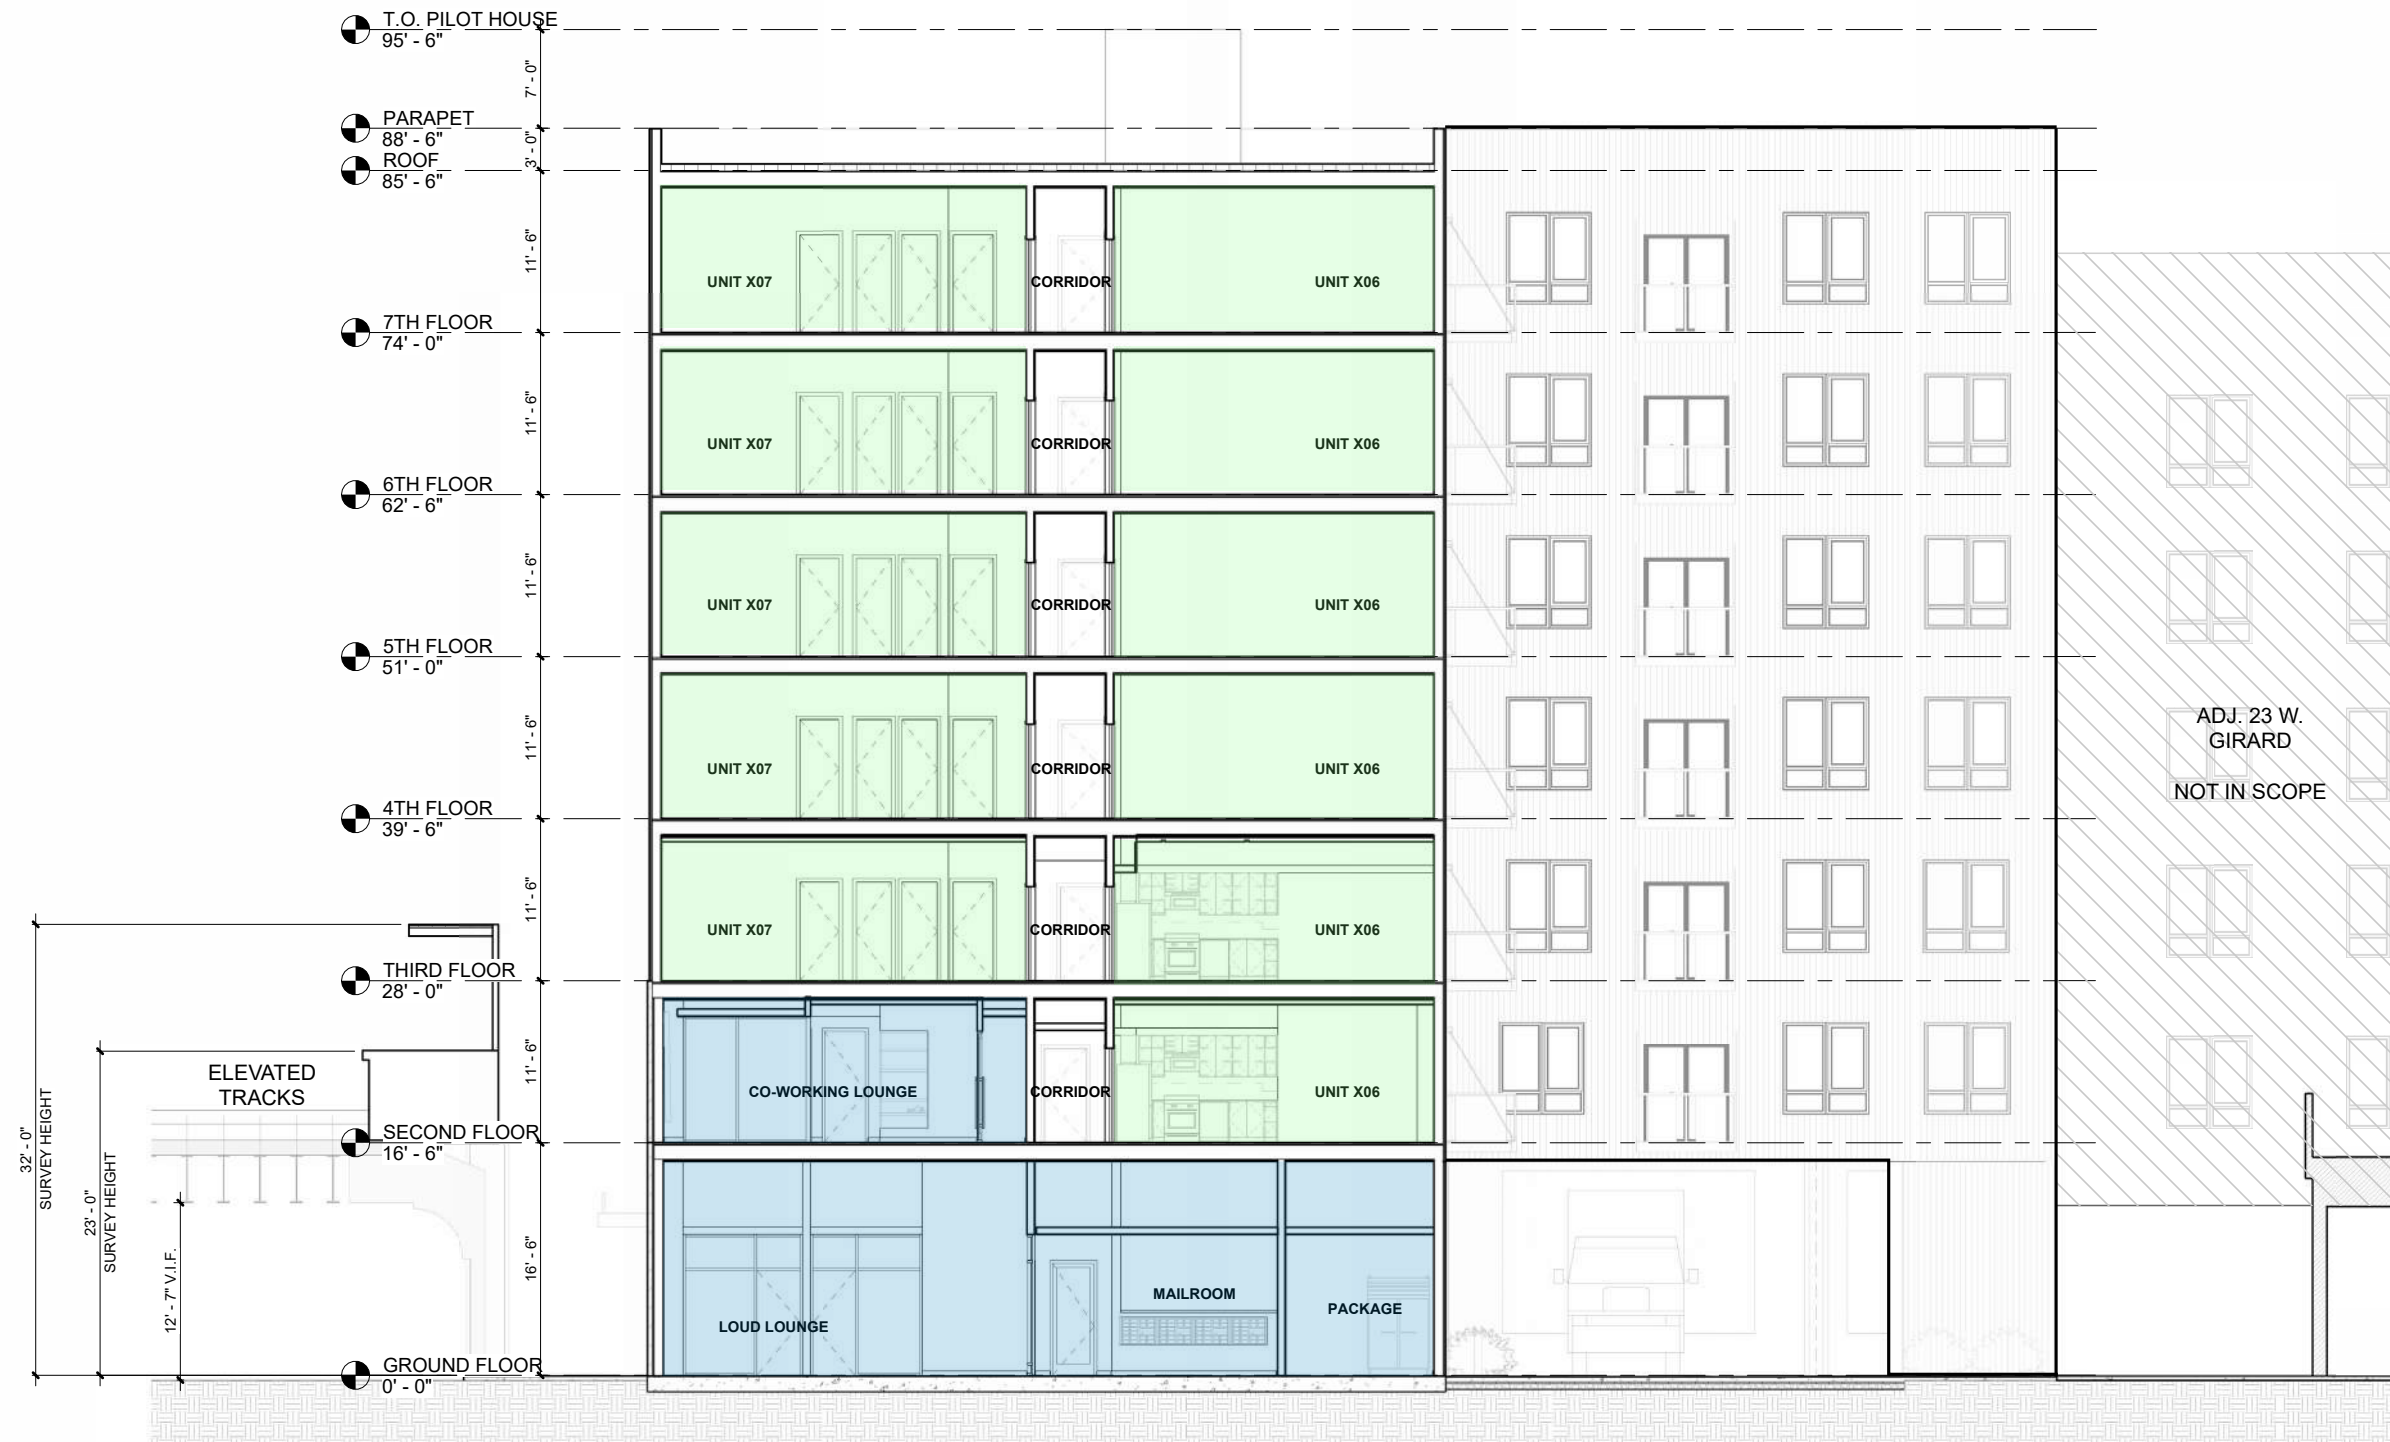 T.O. PILOT HOUSE
95' - 6"
7' - 0"
PARAPET
88' - 6"
3' - 0"
ROOF
85' - 6"
11' - 6"
UNIT X07
CORRIDOR
UNIT X06
7TH FLOOR
74' - 0"
11' - 6"
UNIT X07
CORRIDOR
UNIT X06
6TH FLOOR
62' - 6"
11' - 6"
UNIT X07
CORRIDOR
UNIT X06
5TH FLOOR
51' - 0"
11' - 6"
UNIT X07
CORRIDOR
UNIT X06
ADJ. 23 W.
GIRARD
NOT IN SCOPE
4TH FLOOR
39' - 6"
11' - 6"
UNIT X07
CORRIDOR
UNIT X06
THIRD FLOOR
28' - 0"
11' - 6"
ELEVATED
TRACKS
CO-WORKING LOUNGE
CORRIDOR
UNIT X06
SECOND FLOOR
16' - 6"
32' - 0"
SURVEY HEIGHT
23' - 0"
SURVEY HEIGHT
12' - 7" V.I.F.
16' - 6"
LOUD LOUNGE
MAILROOM
PACKAGE
GROUND FLOOR
0' - 0"